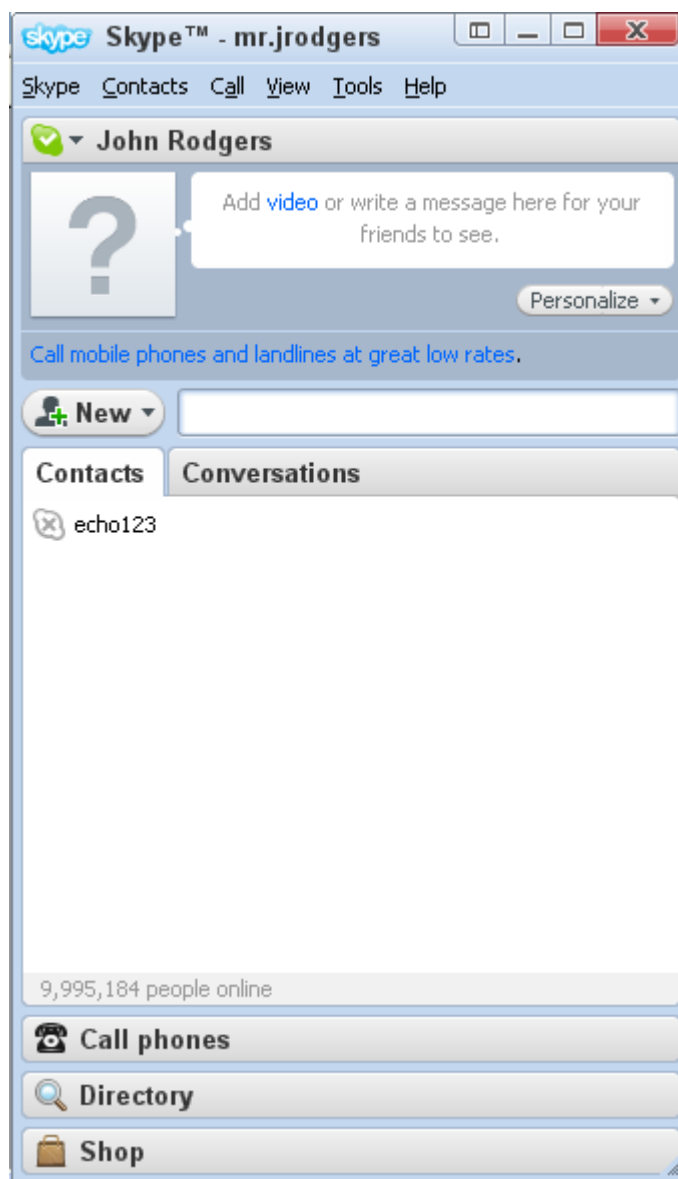 skype Skype™ - mr.jrodgers
Skype Contacts Call View Tools Help
John Rodgers
?
Add video or write a message here for your
friends to see.
Personalize
Call mobile phones and landlines at great low rates.
New
Contacts Conversations
echo123
9,995,184 people online
Call phones
Directory
Shop